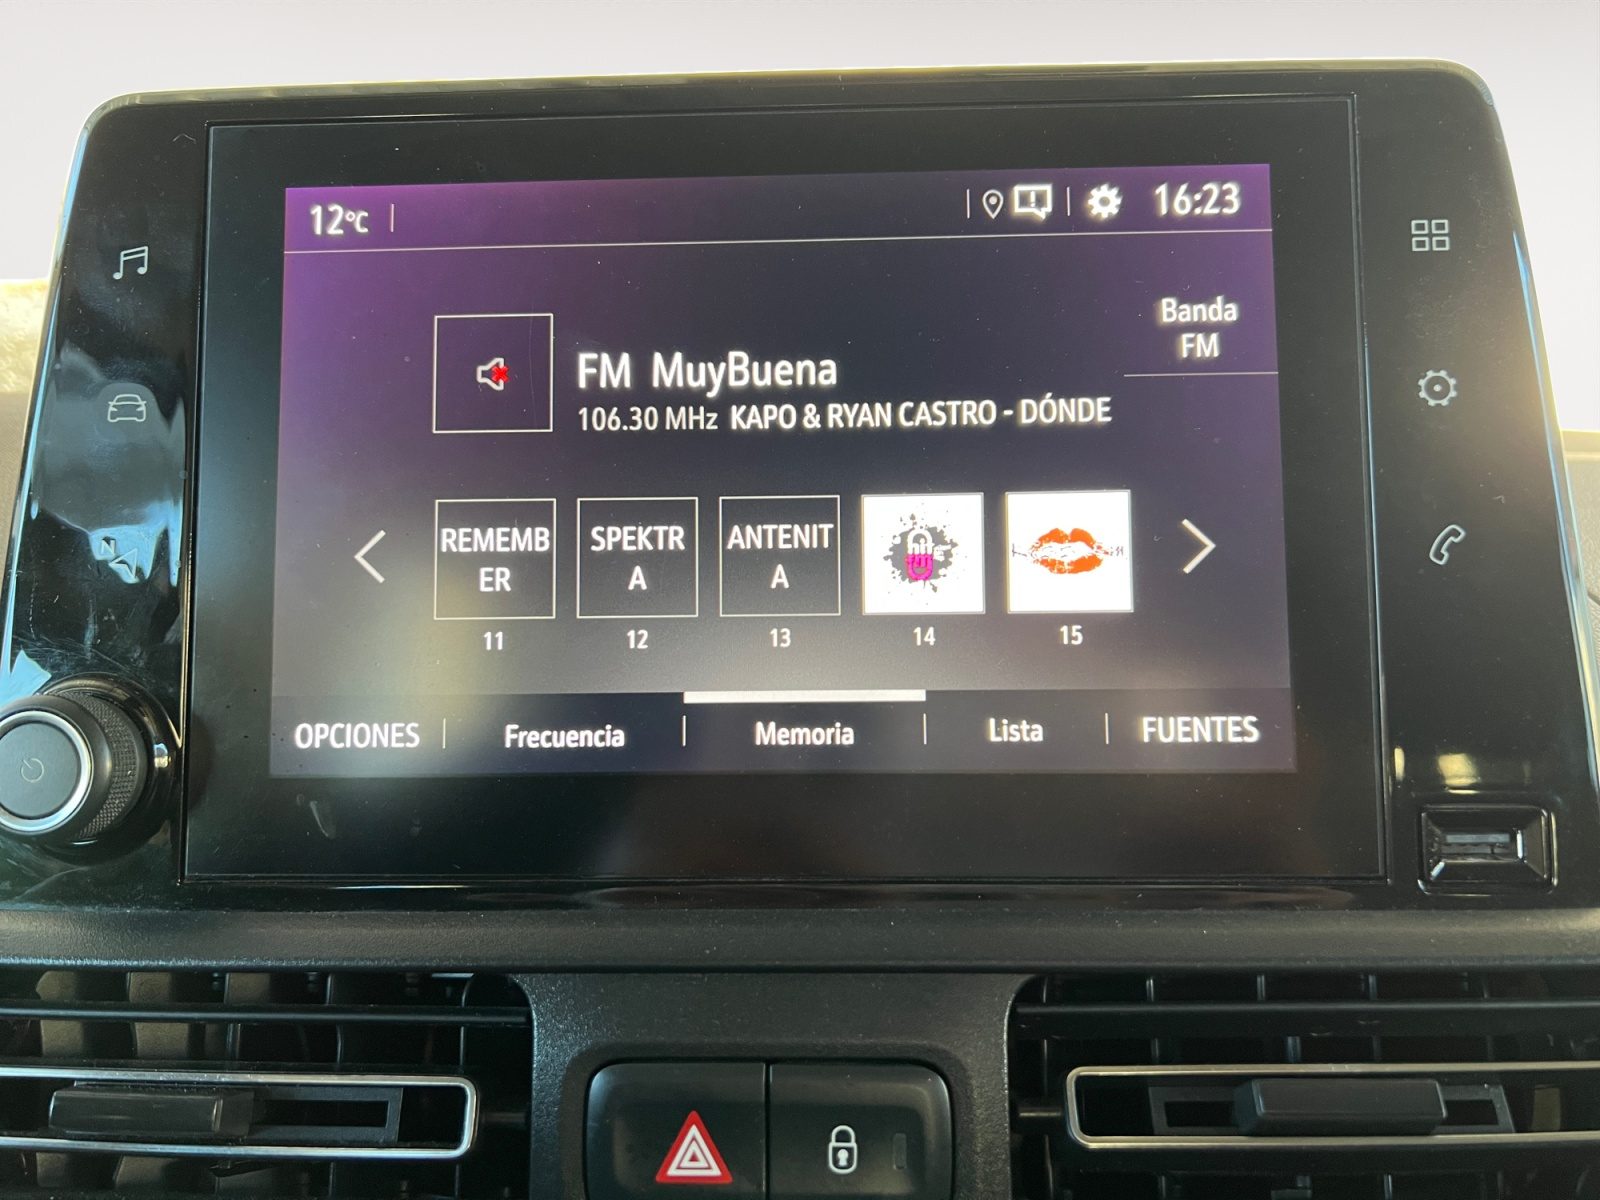 12°C
16:23
Banda
FM
FM MuyBuena
106.30 MHz KAPO & RYAN CASTRO - DÓNDE
REMEMB
ER
SPEKTR
A
ANTENIT
A
hit
11
12
13
14
15
OPCIONES
Frecuencia
Memoria
Lista
FUENTES
N